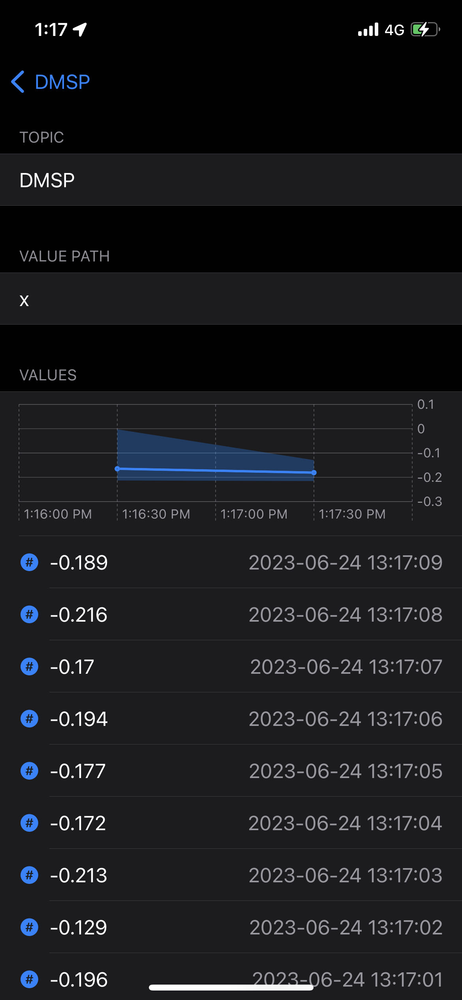 1:17 4G
DMSP
TOPIC
DMSP
VALUE PATH
x
VALUES
0.1
0
-0.1
-0.2
-0.3
1:16:00 PM 1:16:30 PM 1:17:00 PM 1:17:30 PM
# -0.189 2023-06-24 13:17:09
# -0.216 2023-06-24 13:17:08
# -0.17 2023-06-24 13:17:07
# -0.194 2023-06-24 13:17:06
# -0.177 2023-06-24 13:17:05
# -0.172 2023-06-24 13:17:04
# -0.213 2023-06-24 13:17:03
# -0.129 2023-06-24 13:17:02
# -0.196 2023-06-24 13:17:01